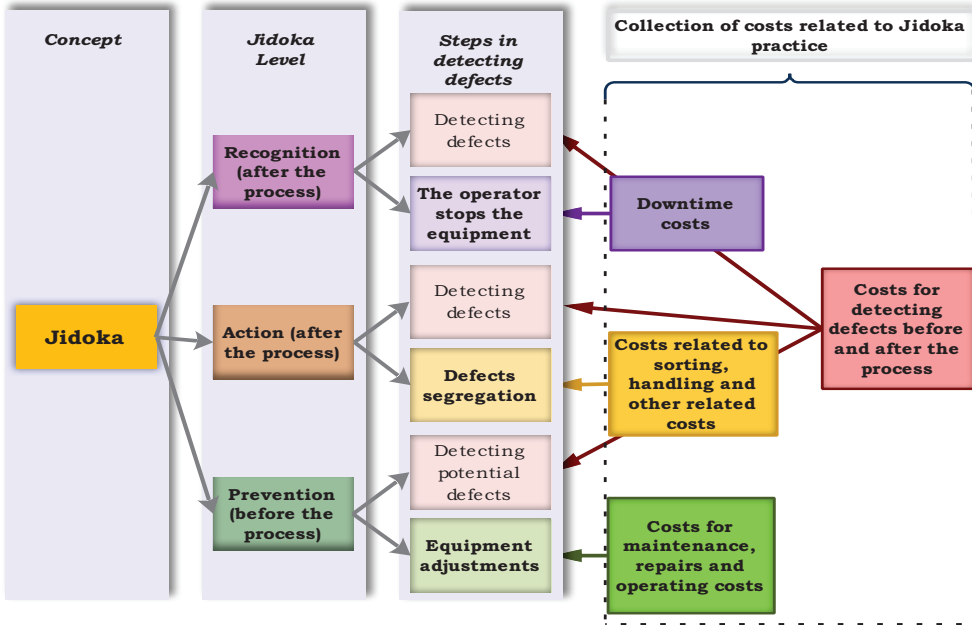 Concept
Jidoka
Level
Steps in
detecting
defects
Collection of costs related to Jidoka
practice
Jidoka
Recognition
(after the
process)
Action (after
the process)
Prevention
(before the
process)
Detecting
defects
The operator
stops the
equipment
Detecting
defects
Defects
segregation
Detecting
potential
defects
Equipment
adjustments
Downtime
costs
Costs related to
sorting,
handling and
other related
costs
Costs for
maintenance,
repairs and
operating costs
Costs for
detecting
defects before
and after the
process